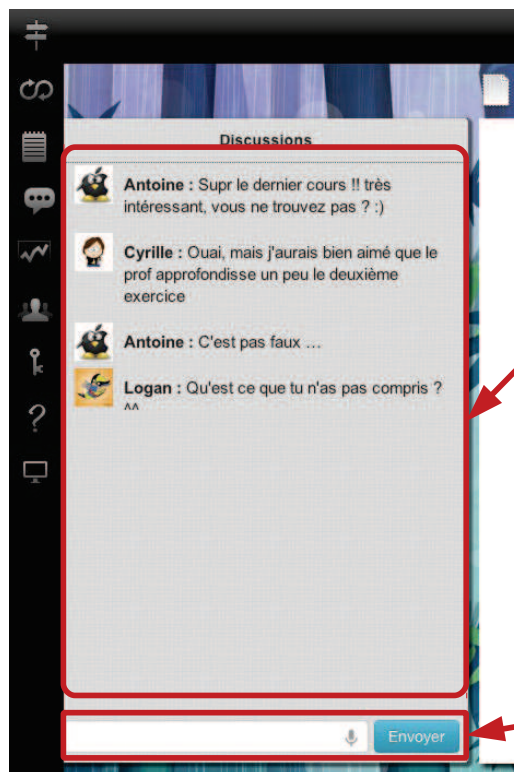 Discussions
Antoine : Supr le dernier cours !! très
intéressant, vous ne trouvez pas ? :)
Cyrille : Ouai, mais j'aurais bien aimé que le
prof approfondisse un peu le deuxième
exercice
Antoine : C'est pas faux ...
Logan : Qu'est ce que tu n'as pas compris ?
^^
Envoyer